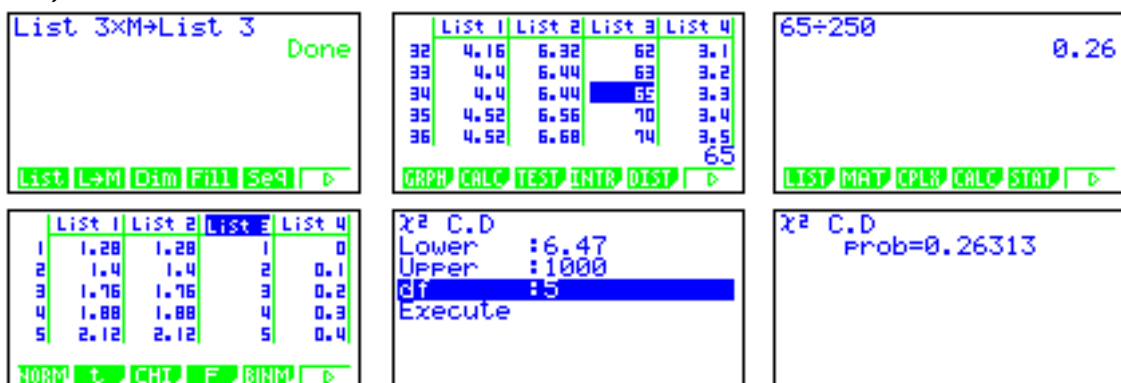 List 3×M→List 3
Done
List L→M Dim Fill Seq ▷
List 1 List 2 List 3 List 4
32 4.16 6.32 62 3.1
33 4.4 6.44 63 3.2
34 4.4 6.44 65 3.3
35 4.52 6.56 70 3.4
36 4.52 6.68 74 3.5
65
GRPH CALC TEST INTR DIST ▷
65÷250
0.26
LIST MAT CPLX CALC STAT ▷
List 1 List 2 List 3 List 4
1 1.28 1.28 1 0
2 1.4 1.4 2 0.1
3 1.76 1.76 3 0.2
4 1.88 1.88 4 0.3
5 2.12 2.12 5 0.4
NORM t CHI F BINM ▷
χ² C.D
Lower :6.47
Upper :1000
df :5
Execute
χ² C.D
prob=0.26313